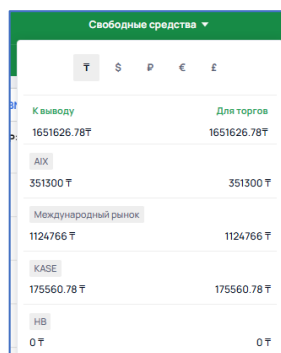 Свободные средства ▼
₸ $ ₽ € £
К выводу Для торгов
1651626.78₸ 1651626.78₸
AIX
351300 ₸ 351300 ₸
Международный рынок
1124766 ₸ 1124766 ₸
KASE
175560.78 ₸ 175560.78 ₸
НВ
0 ₸ 0 ₸